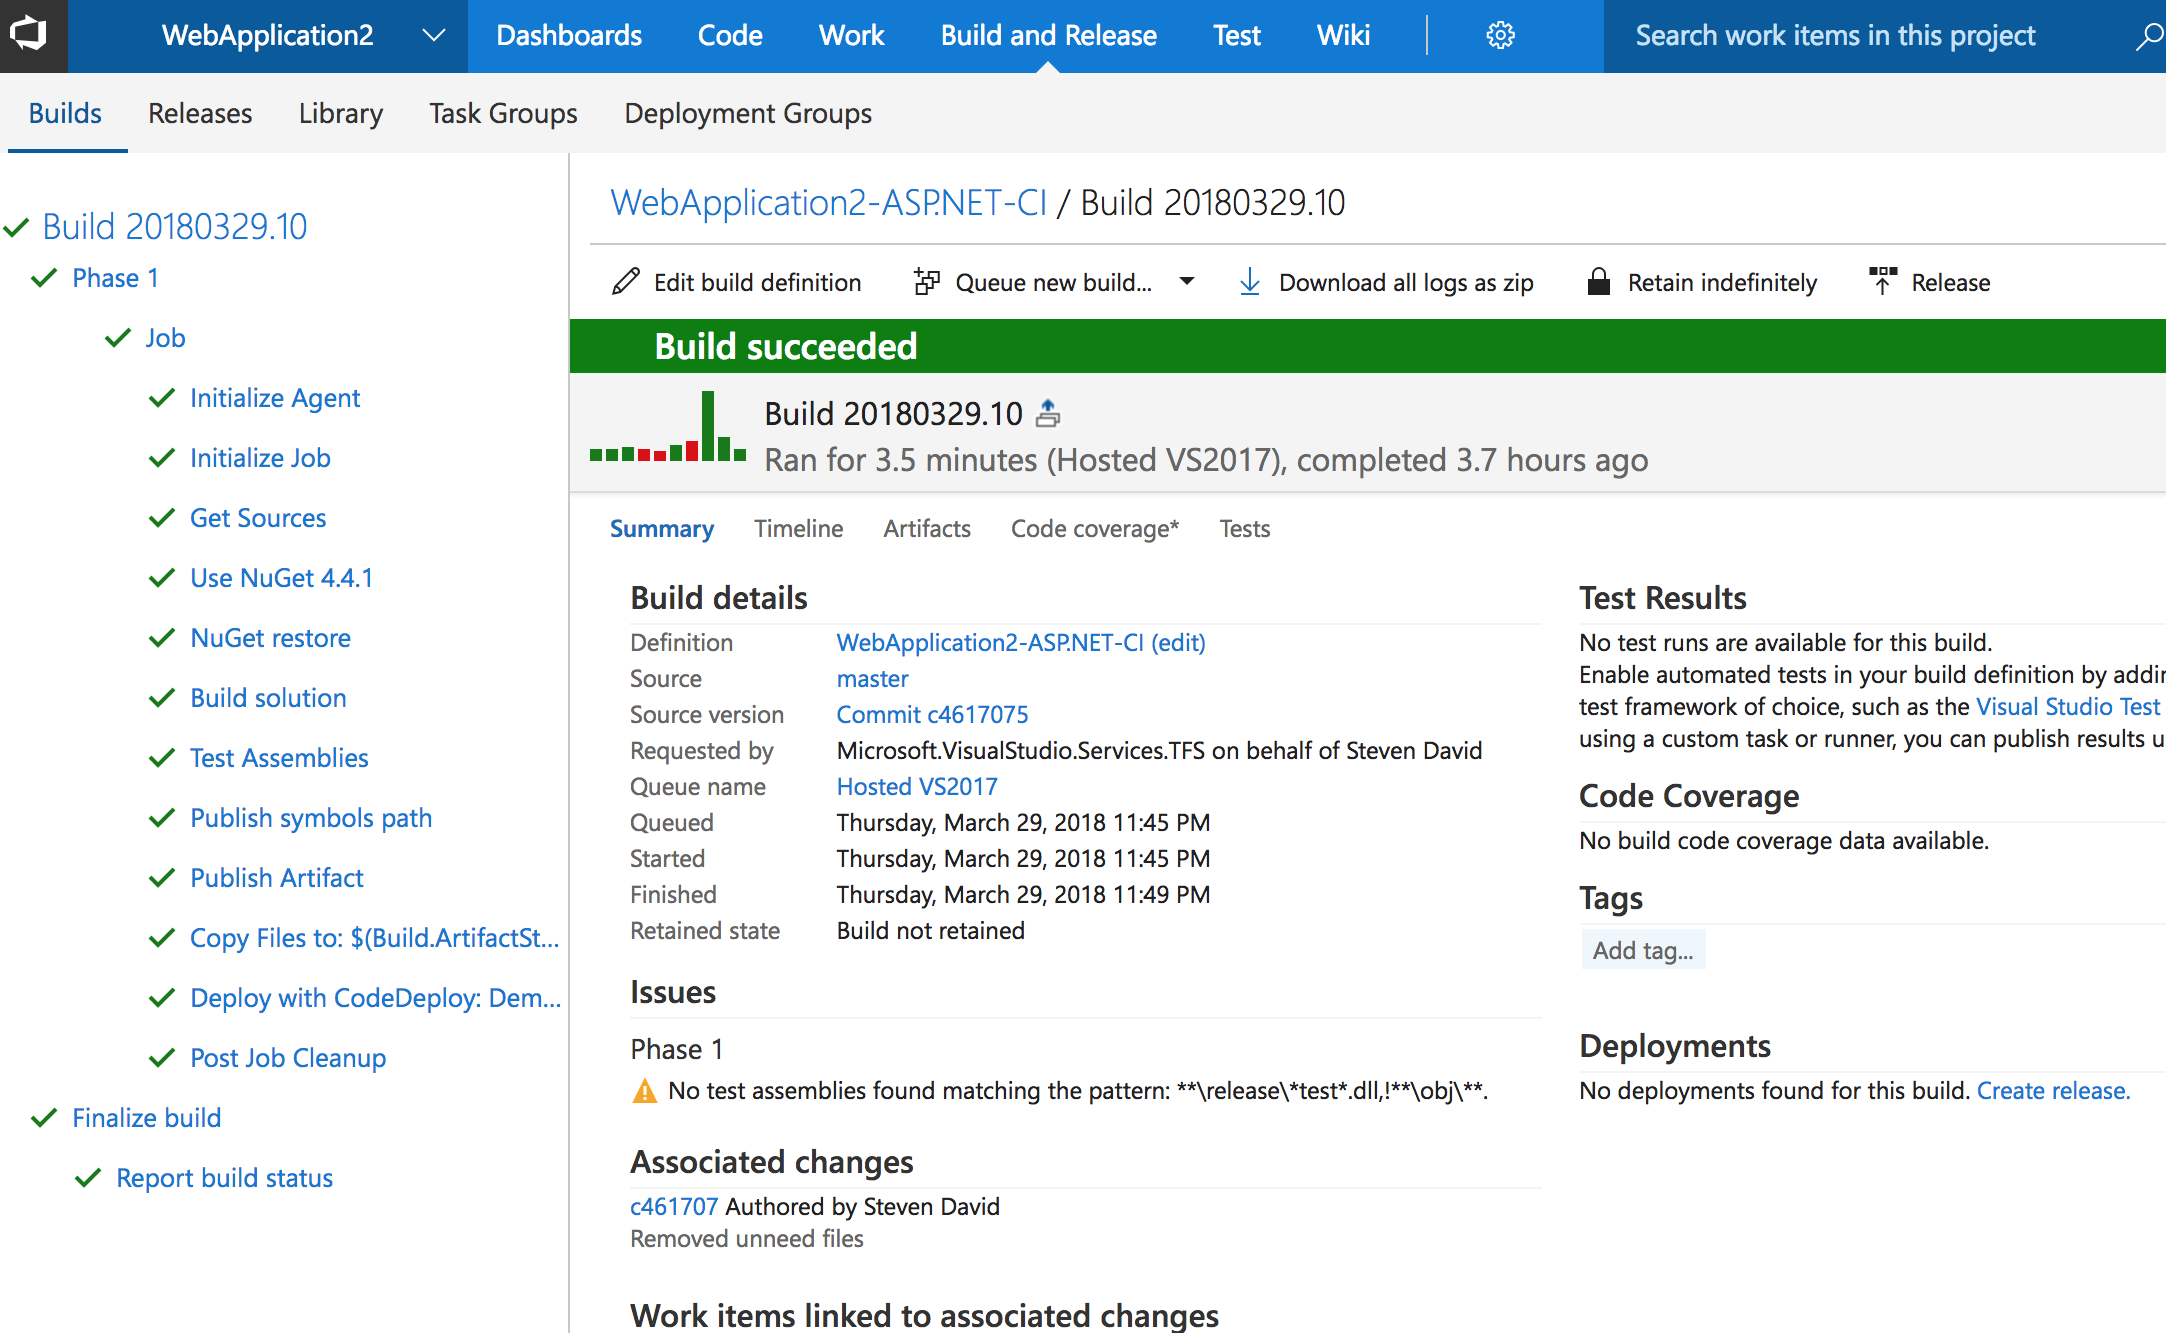 WebApplication2
Dashboards Code Work Build and Release Test Wiki
Search work items in this project
Builds Releases Library Task Groups Deployment Groups
Build 20180329.10
Phase 1
Job
Initialize Agent
Initialize Job
Get Sources
Use NuGet 4.4.1
NuGet restore
Build solution
Test Assemblies
Publish symbols path
Publish Artifact
Copy Files to: $(Build.ArtifactSt...
Deploy with CodeDeploy: Dem...
Post Job Cleanup
Finalize build
Report build status
WebApplication2-ASP.NET-CI / Build 20180329.10
Edit build definition Queue new build... Download all logs as zip Retain indefinitely Release
Build succeeded
Build 20180329.10
Ran for 3.5 minutes (Hosted VS2017), completed 3.7 hours ago
Summary Timeline Artifacts Code coverage* Tests
Build details
Definition WebApplication2-ASP.NET-CI (edit)
Source master
Source version Commit c4617075
Requested by Microsoft.VisualStudio.Services.TFS on behalf of Steven David
Queue name Hosted VS2017
Queued Thursday, March 29, 2018 11:45 PM
Started Thursday, March 29, 2018 11:45 PM
Finished Thursday, March 29, 2018 11:49 PM
Retained state Build not retained
Issues
Phase 1
No test assemblies found matching the pattern: **\release\*test*.dll,!**\obj\**.
Associated changes
c461707 Authored by Steven David
Removed unneed files
Work items linked to associated changes
Test Results
No test runs are available for this build.
Enable automated tests in your build definition by addin
test framework of choice, such as the Visual Studio Test
using a custom task or runner, you can publish results u
Code Coverage
No build code coverage data available.
Tags
Add tag...
Deployments
No deployments found for this build. Create release.